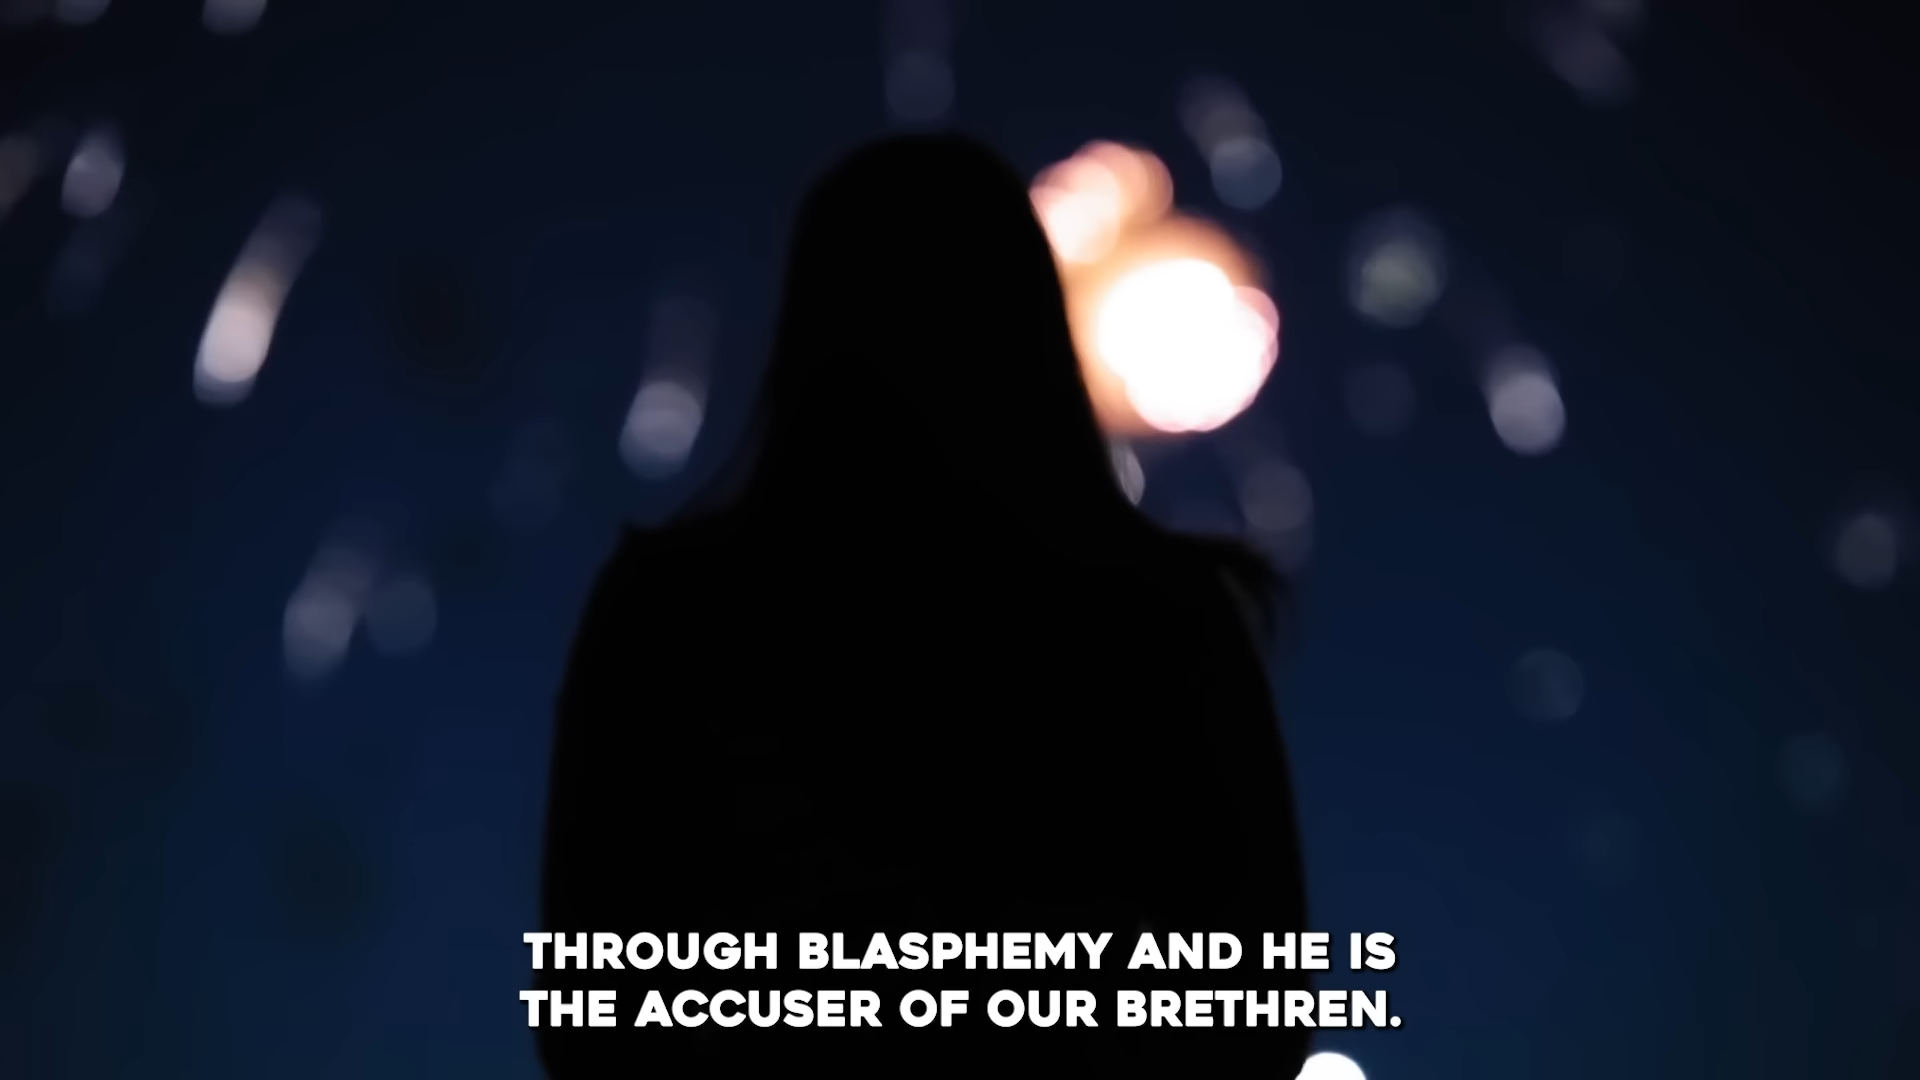 THROUGH BLASPHEMY AND HE IS
THE ACCUSER OF OUR BRETHREN.